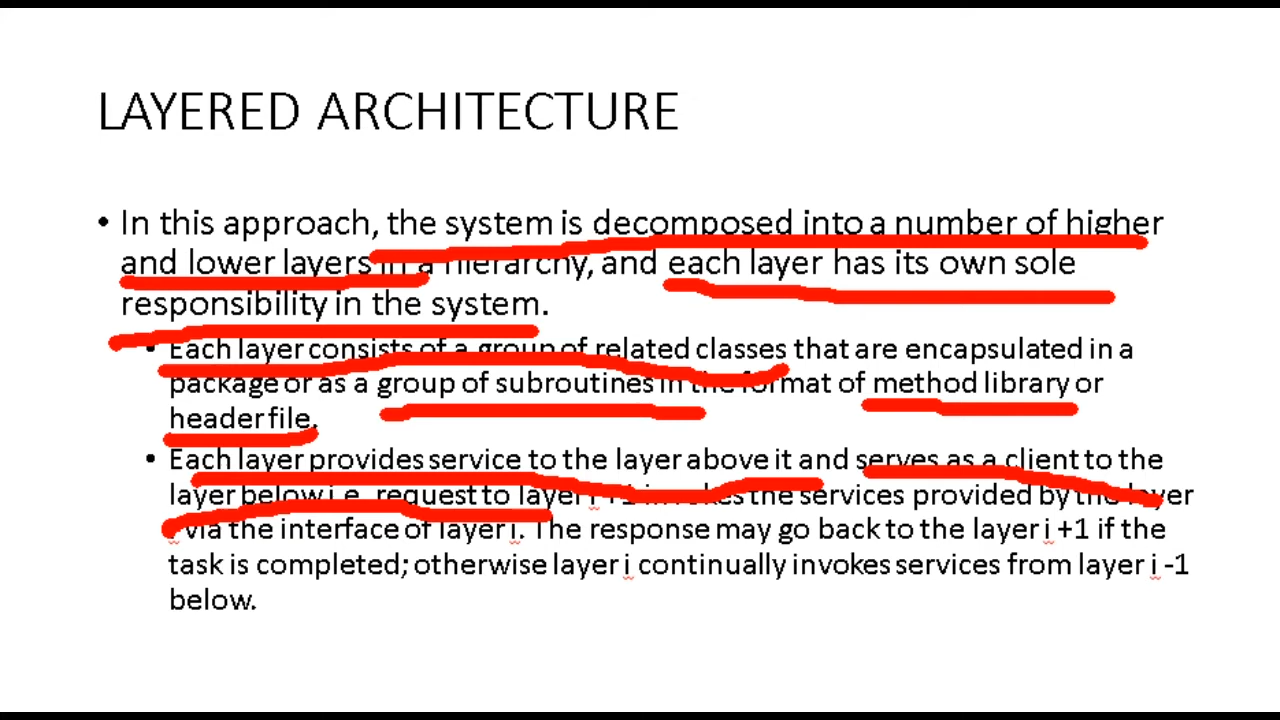 LAYERED ARCHITECTURE
• In this approach, the system is decomposed into a number of higher
and lower layers in a hierarchy, and each layer has its own sole
responsibility in the system.
• Each layer consists of a group of related classes that are encapsulated in a
package or as a group of subroutines in the format of method library or
header file.
• Each layer provides service to the layer above it and serves as a client to the
layer below i.e. request to layer i +1 invokes the services provided by the layer
i via the interface of layer i. The response may go back to the layer i +1 if the
task is completed; otherwise layer i continually invokes services from layer i -1
below.